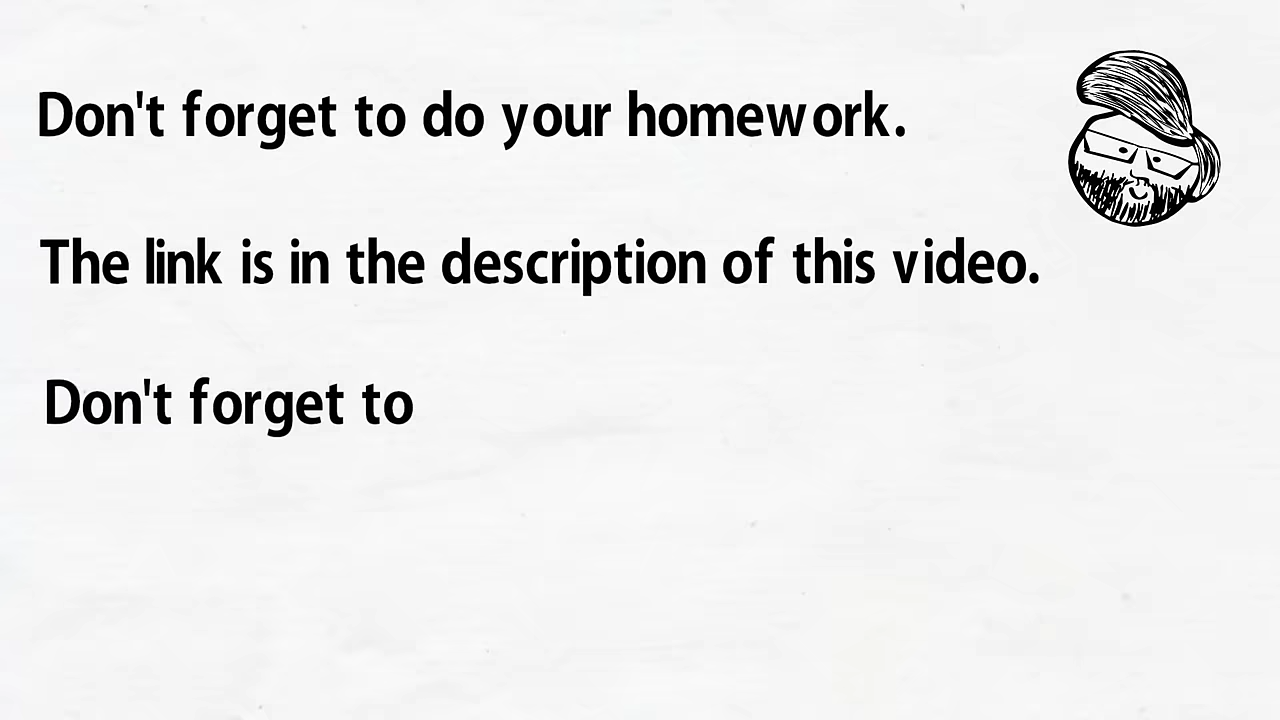 Don't forget to do your homework.
The link is in the description of this video.
Don't forget to